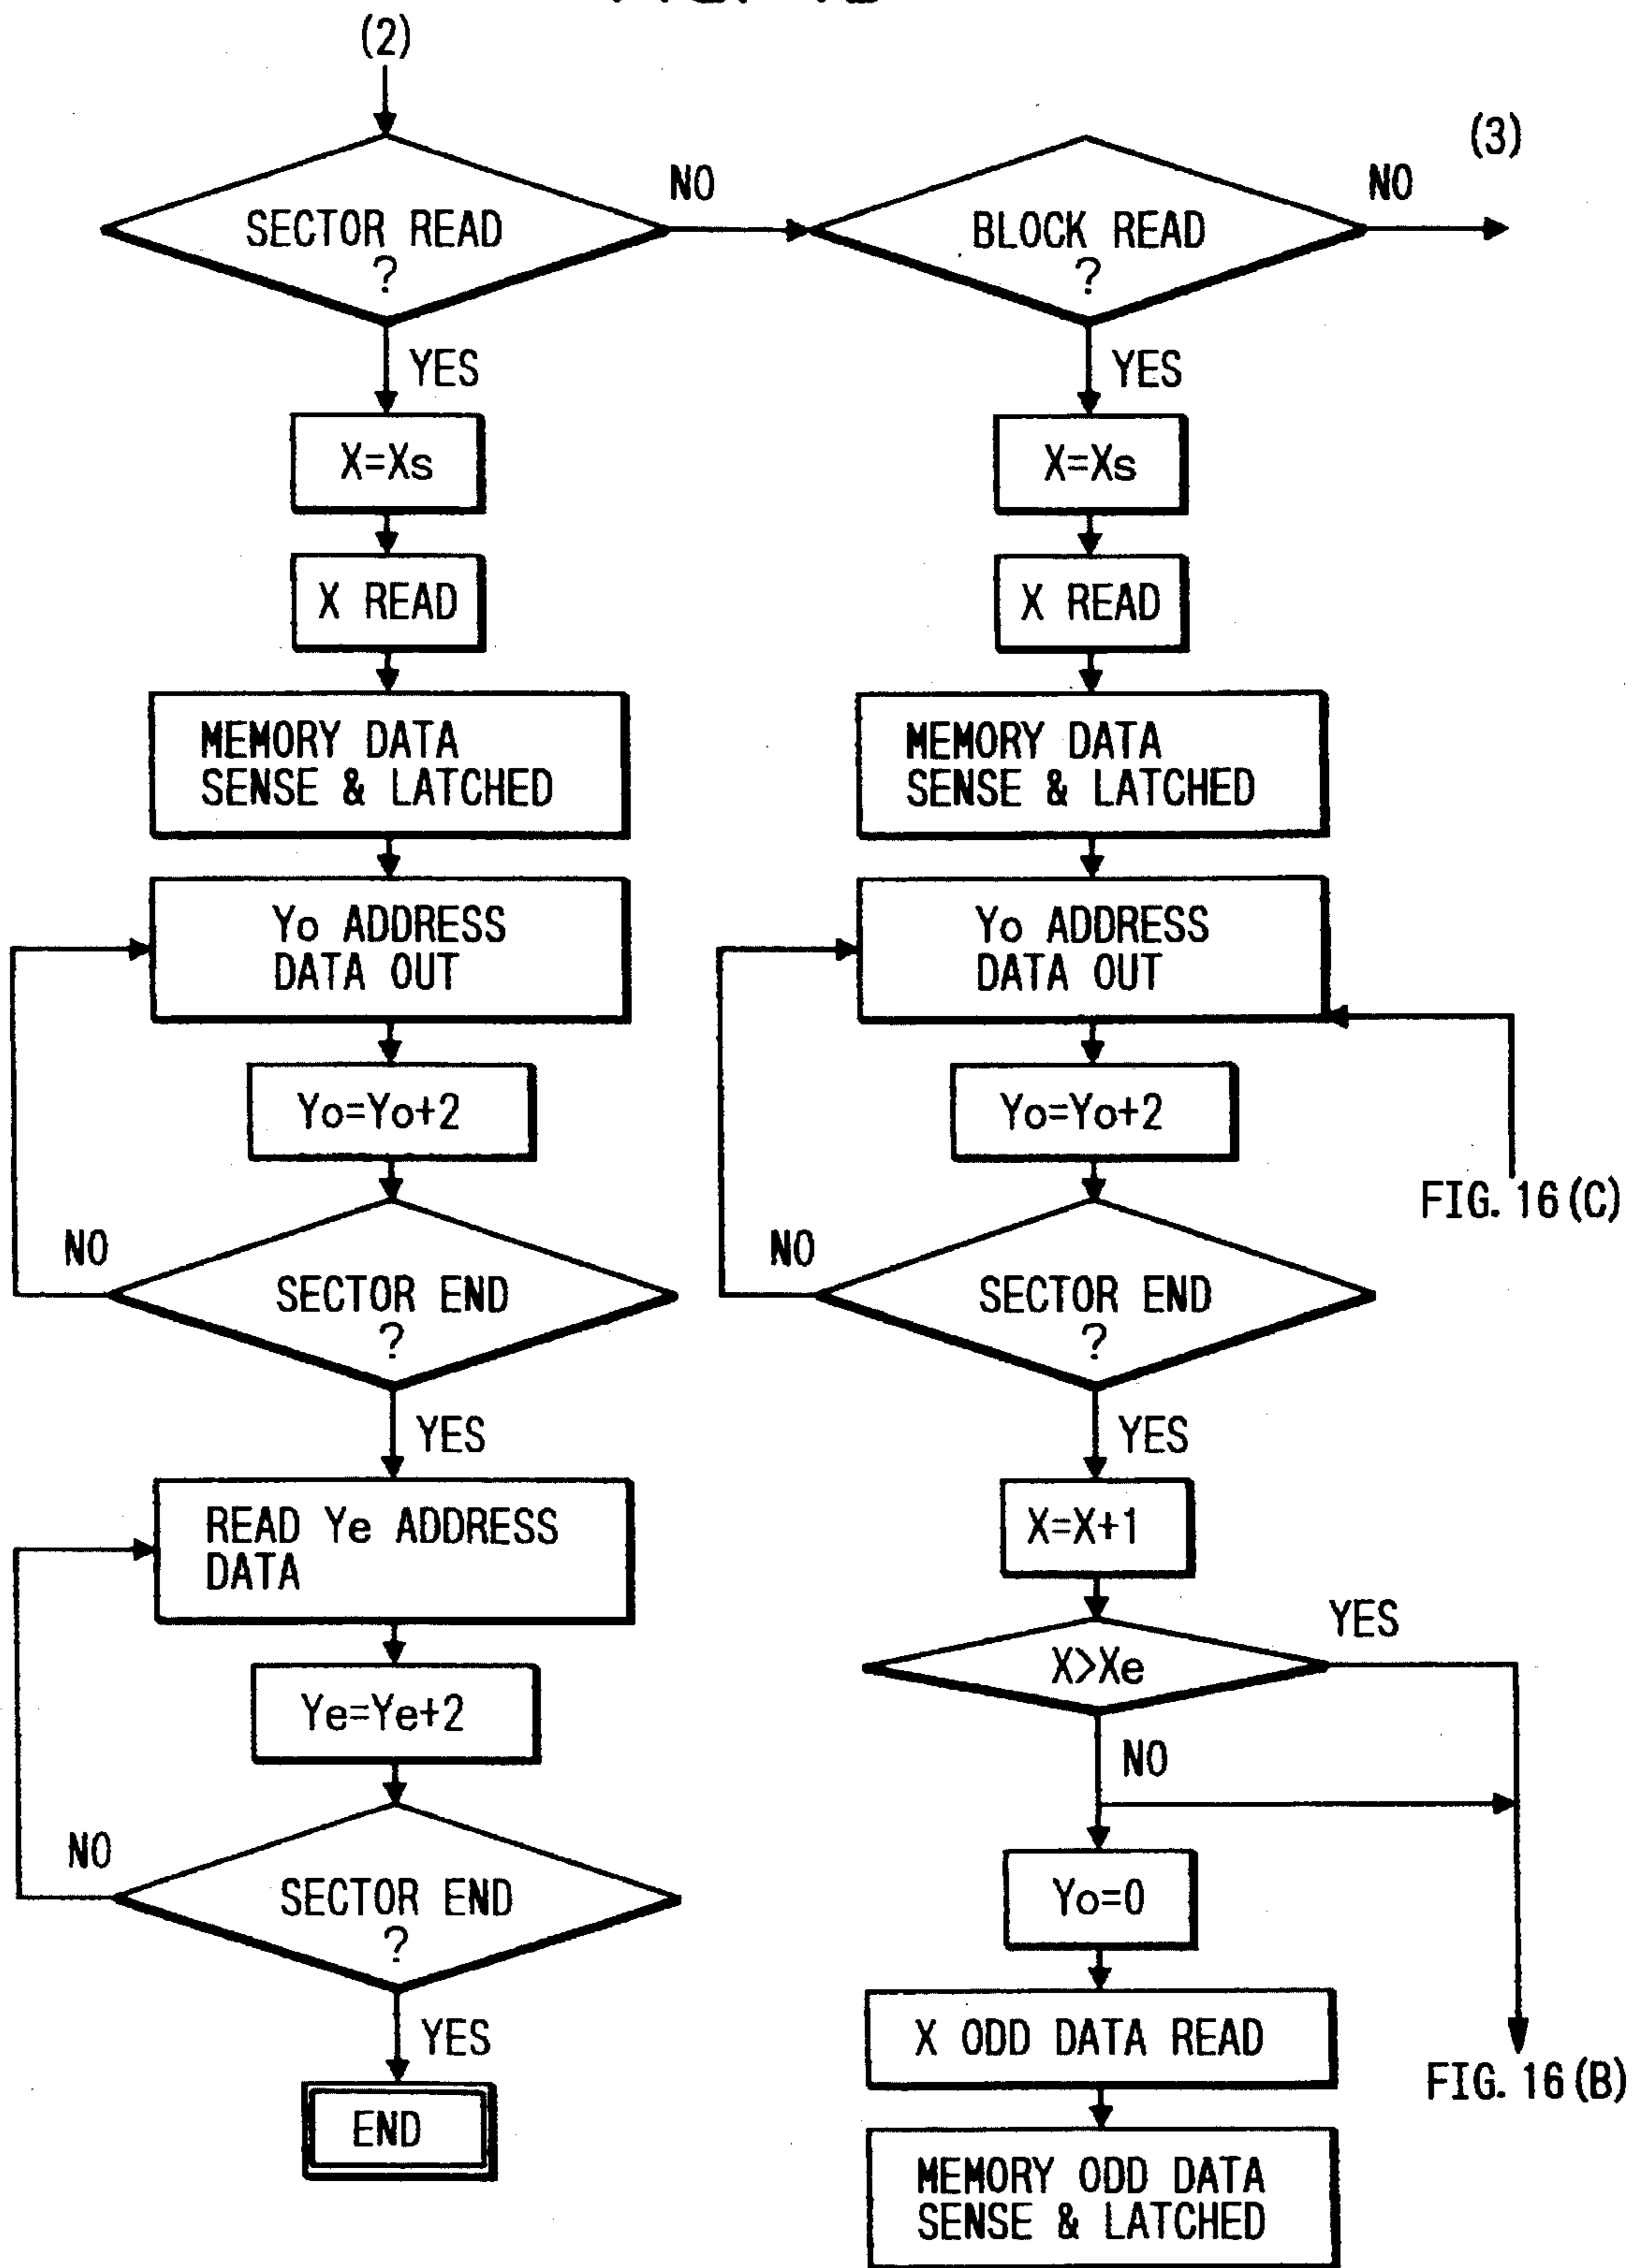 (2)
SECTOR READ
?
NO
YES
X=Xs
X READ
MEMORY DATA
SENSE & LATCHED
Yo ADDRESS
DATA OUT
Yo=Yo+2
NO
SECTOR END
?
YES
READ Ye ADDRESS
DATA
Ye=Ye+2
NO
SECTOR END
?
YES
END
BLOCK READ
?
NO
(3)
YES
X=Xs
X READ
MEMORY DATA
SENSE & LATCHED
Yo ADDRESS
DATA OUT
FIG. 16 (C)
Yo=Yo+2
NO
SECTOR END
?
YES
X=X+1
X>Xe
YES
NO
Yo=0
X ODD DATA READ
FIG. 16 (B)
MEMORY ODD DATA
SENSE & LATCHED